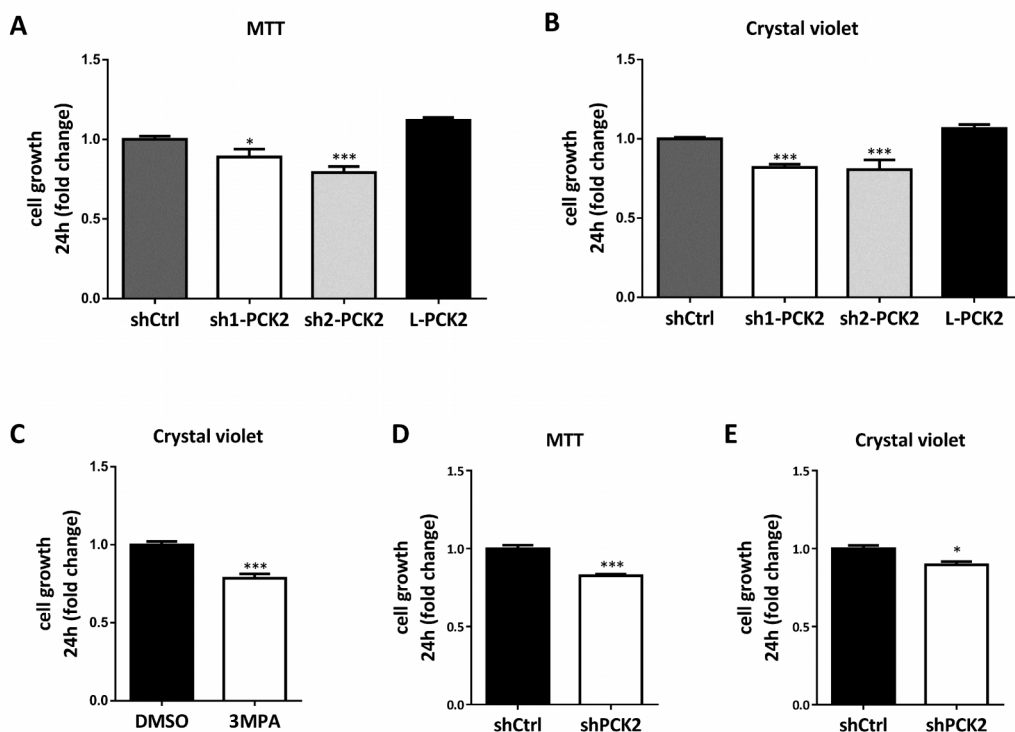 A
MTT
cell growth
24h (fold change)
1.5
1.0
0.5
0.0
*
***
shCtrl sh1-PCK2 sh2-PCK2 L-PCK2
B
Crystal violet
cell growth
24h (fold change)
1.5
1.0
0.5
0.0
***
***
shCtrl sh1-PCK2 sh2-PCK2 L-PCK2
C
Crystal violet
cell growth
24h (fold change)
1.5
1.0
0.5
0.0
***
DMSO 3MPA
D
MTT
cell growth
24h (fold change)
1.5
1.0
0.5
0.0
***
shCtrl shPCK2
E
Crystal violet
cell growth
24h (fold change)
1.5
1.0
0.5
0.0
*
shCtrl shPCK2